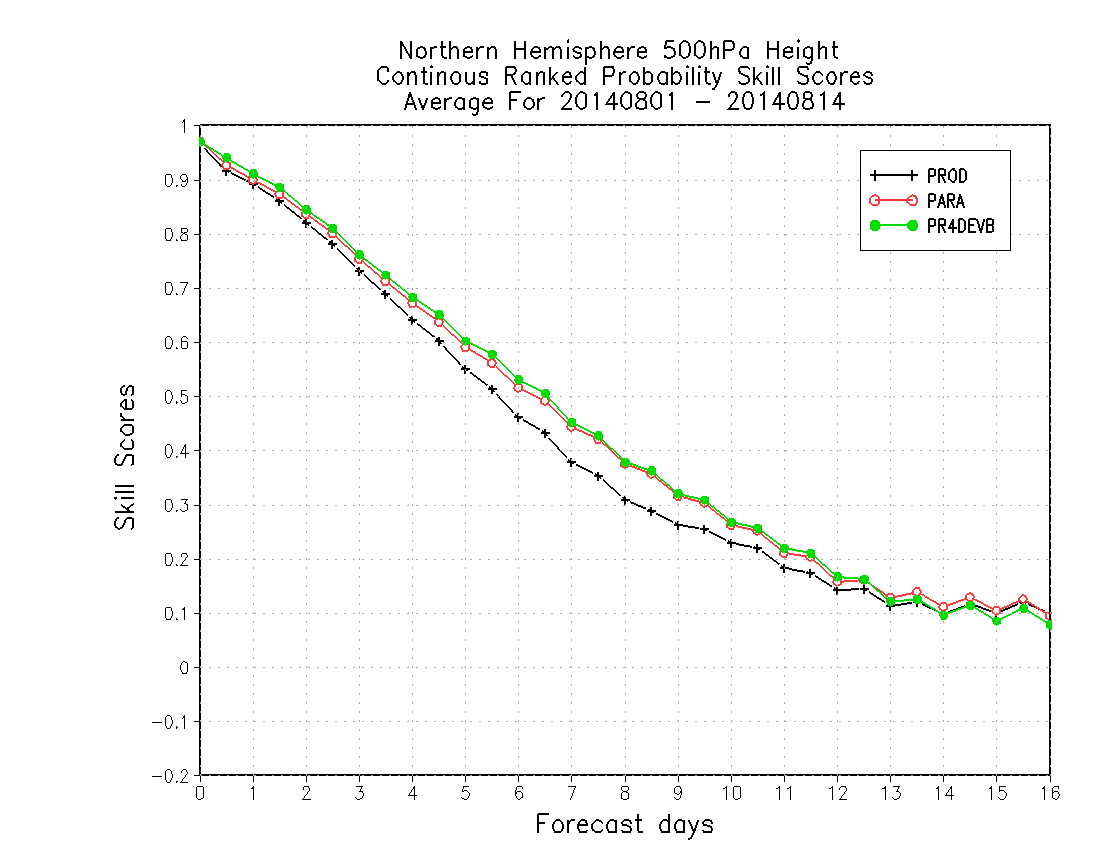 Northern Hemisphere 500hPa Height
Continous Ranked Probability Skill Scores
Average For 20140801 – 20140814
1
0.9
0.8
0.7
0.6
0.5
0.4
0.3
0.2
0.1
0
−0.1
−0.2
Skill Scores
PROD
PARA
PR4DEVB
0 1 2 3 4 5 6 7 8 9 10 11 12 13 14 15 16
Forecast days